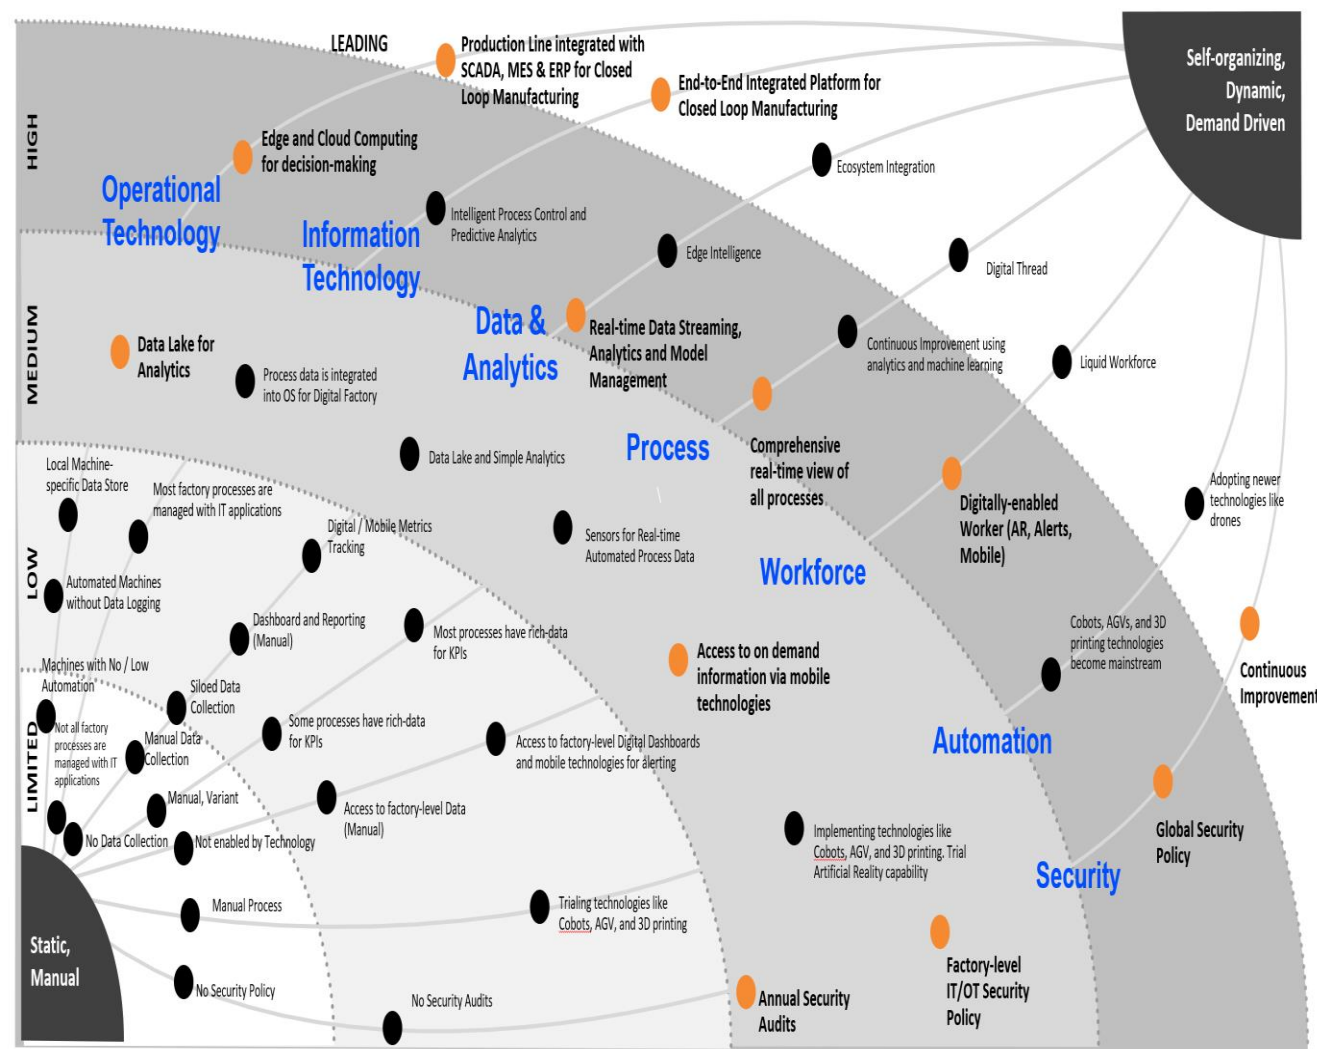 LEADING
Production Line integrated with
SCADA, MES & ERP for Closed
Loop Manufacturing
End-to-End Integrated Platform for
Closed Loop Manufacturing
Self-organizing,
Dynamic,
Demand Driven
HIGH
Edge and Cloud Computing
for decision-making
Ecosystem Integration
Operational
Technology
Information
Technology
Intelligent Process Control and
Predictive Analytics
Edge Intelligence
Digital Thread
MEDIUM
Data Lake for
Analytics
Process data is integrated
into OS for Digital Factory
Data &
Analytics
Real-time Data Streaming,
Analytics and Model
Management
Continuous Improvement using
analytics and machine learning
Liquid Workforce
Data Lake and Simple Analytics
Process
Comprehensive
real-time view of
all processes
Digitally-enabled
Worker (AR, Alerts,
Mobile)
Adopting newer
technologies like
drones
LOW
Local Machine-
specific Data Store
Most factory processes are
managed with IT applications
Digital / Mobile Metrics
Tracking
Sensors for Real-time
Automated Process Data
Workforce
Automated Machines
without Data Logging
Dashboard and Reporting
(Manual)
Most processes have rich-data
for KPIs
Access to on demand
information via mobile
technologies
Cobots, AGVs, and 3D
printing technologies
become mainstream
Continuous
Improvement
LIMITED
Machines with No / Low
Automation
Siloed Data
Collection
Not all factory
processes are
managed with IT
applications
Manual Data
Collection
Some processes have rich-data
for KPIs
Access to factory-level Digital Dashboards
and mobile technologies for alerting
Automation
Manual, Variant
Access to factory-level Data
(Manual)
No Data Collection
Not enabled by Technology
Implementing technologies like
Cobots, AGV, and 3D printing. Trial
Artificial Reality capability
Global Security
Policy
Security
Manual Process
Trialing technologies like
Cobots, AGV, and 3D printing
Static,
Manual
No Security Policy
No Security Audits
Annual Security
Audits
Factory-level
IT/OT Security
Policy